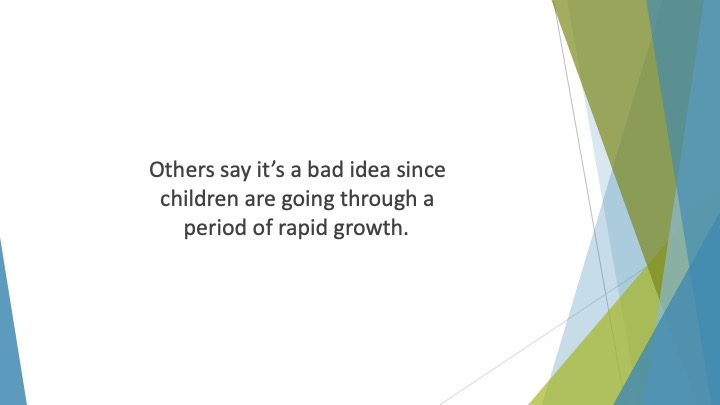 Others say it’s a bad idea since
children are going through a
period of rapid growth.